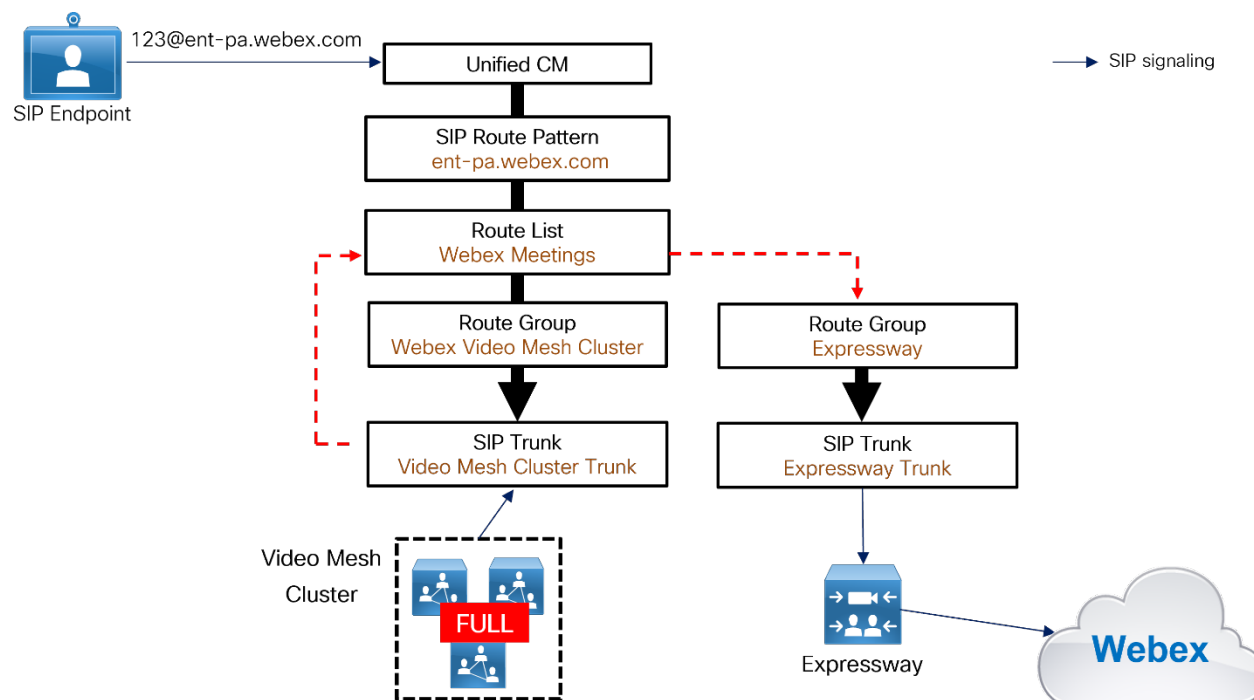 123@ent-pa.webex.com
SIP Endpoint
Unified CM
SIP signaling
SIP Route Pattern
ent-pa.webex.com
Route List
Webex Meetings
Route Group
Webex Video Mesh Cluster
Route Group
Expressway
SIP Trunk
Video Mesh Cluster Trunk
SIP Trunk
Expressway Trunk
Video Mesh
Cluster
FULL
Expressway
Webex